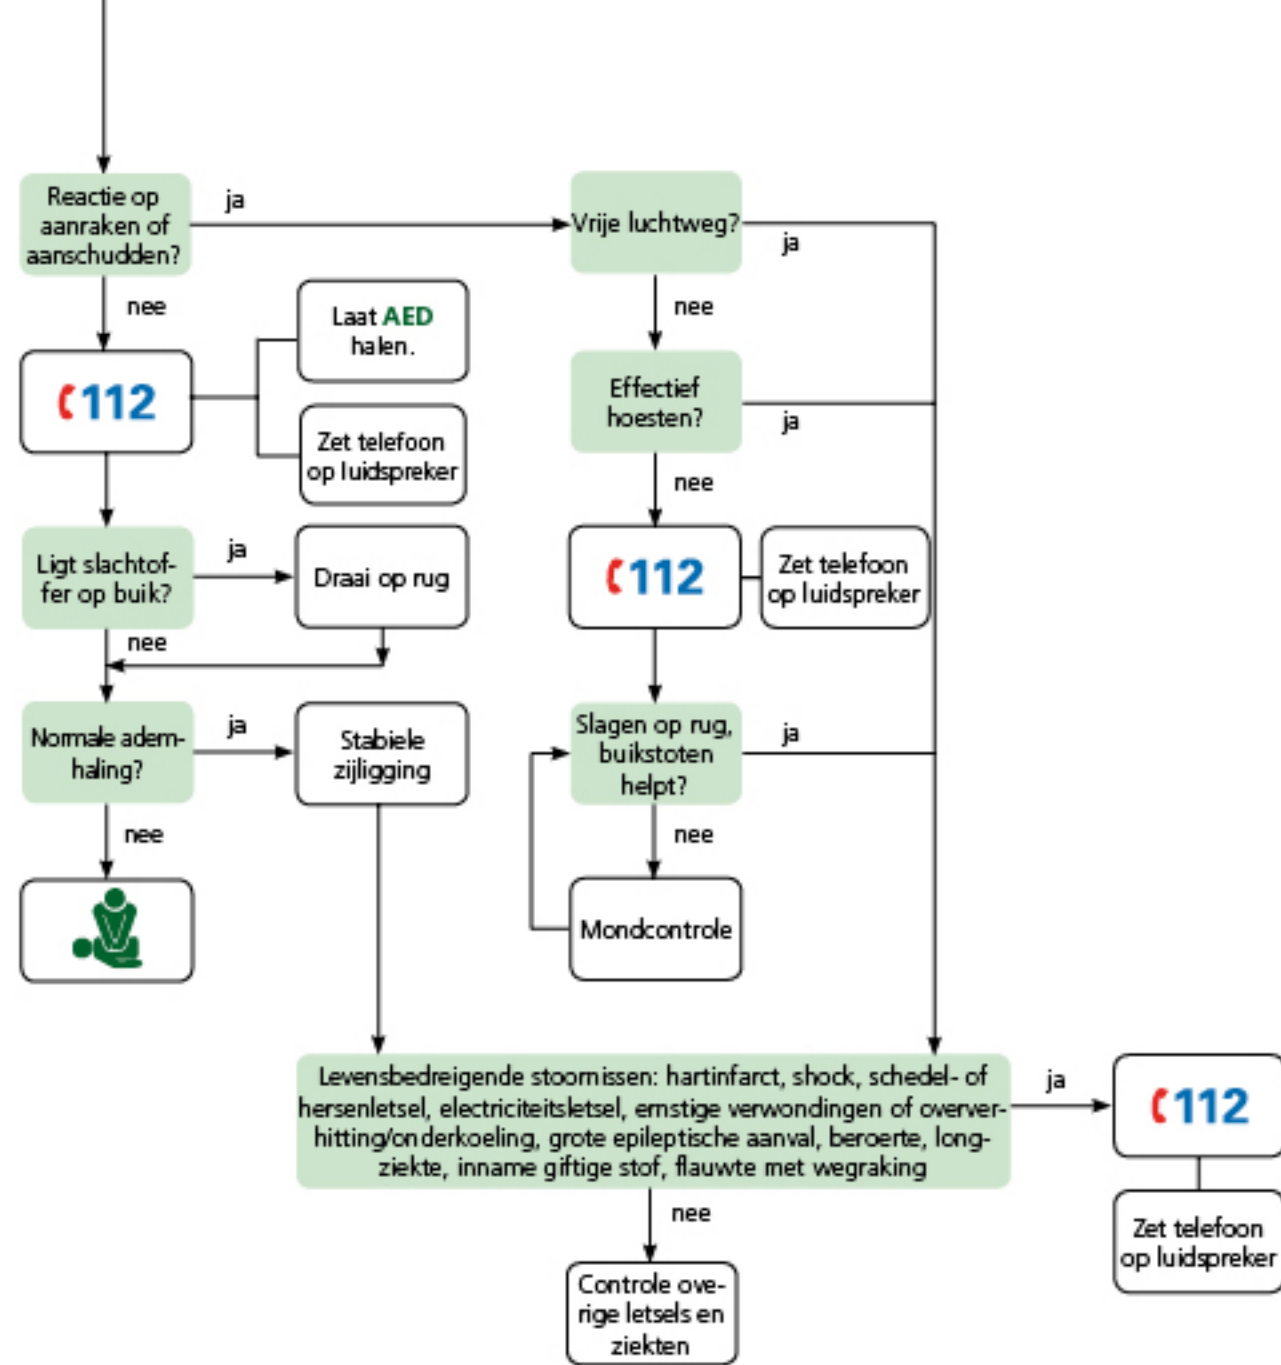 Reactie op
aanraken of
aanschudden?
ja
Vrije luchtweg?
ja
nee
nee
Laat AED
halen.
112
Zet telefoon
op luidspreker
Effectief
hoesten?
ja
nee
Ligt slachtof-
fer op buik?
ja
Draai op rug
nee
112
Zet telefoon
op luidspreker
Normale adem-
haling?
ja
Stabiele
zijligging
nee
Slagen op rug,
buikstoten
helpt?
ja
nee
Mondcontrole
Levensbedreigende stoornissen: hartinfarct, shock, schedel- of
hersenletsel, electriciteitsletsel, ernstige verwondingen of overver-
hitting/onderkoeling, grote epileptische aanval, beroerte, long-
ziekte, inname giftige stof, flauwte met wegraking
ja
112
Zet telefoon
op luidspreker
nee
Controle ove-
rige letsels en
ziekten